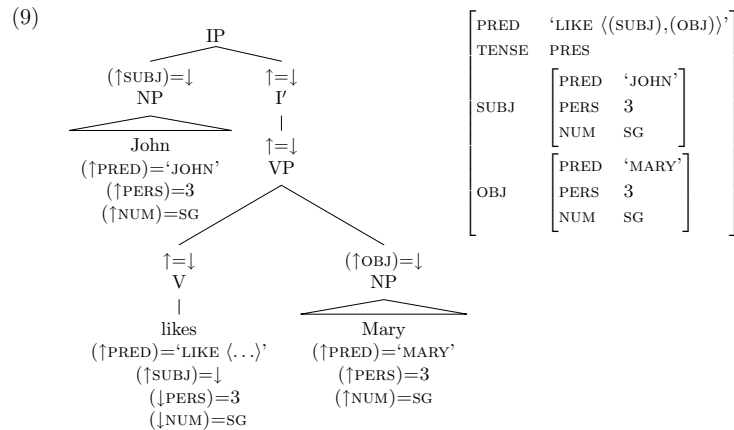 (9)
IP
(↑SUBJ)=↓ ↑=↓
NP I′
John ↑=↓
(↑PRED)=‘JOHN’ VP
(↑PERS)=3
(↑NUM)=SG
↑=↓ (↑OBJ)=↓
V NP
likes Mary
(↑PRED)=‘LIKE ⟨...⟩’ (↑PRED)=‘MARY’
(↑SUBJ)=↓ (↑PERS)=3
(↓PERS)=3 (↑NUM)=SG
(↓NUM)=SG
PRED ‘LIKE ⟨(SUBJ),(OBJ)⟩’
TENSE PRES
PRED ‘JOHN’
SUBJ PERS 3
NUM SG
PRED ‘MARY’
OBJ PERS 3
NUM SG